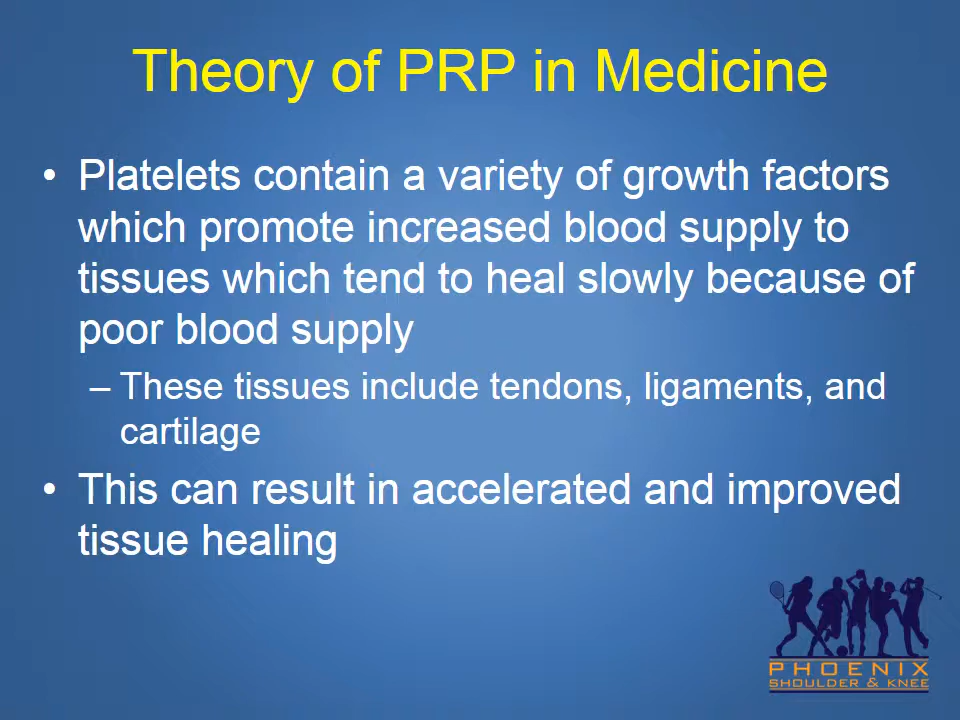 Theory of PRP in Medicine
• Platelets contain a variety of growth factors
which promote increased blood supply to
tissues which tend to heal slowly because of
poor blood supply
– These tissues include tendons, ligaments, and
cartilage
• This can result in accelerated and improved
tissue healing
PHOENIX
SHOULDER & KNEE